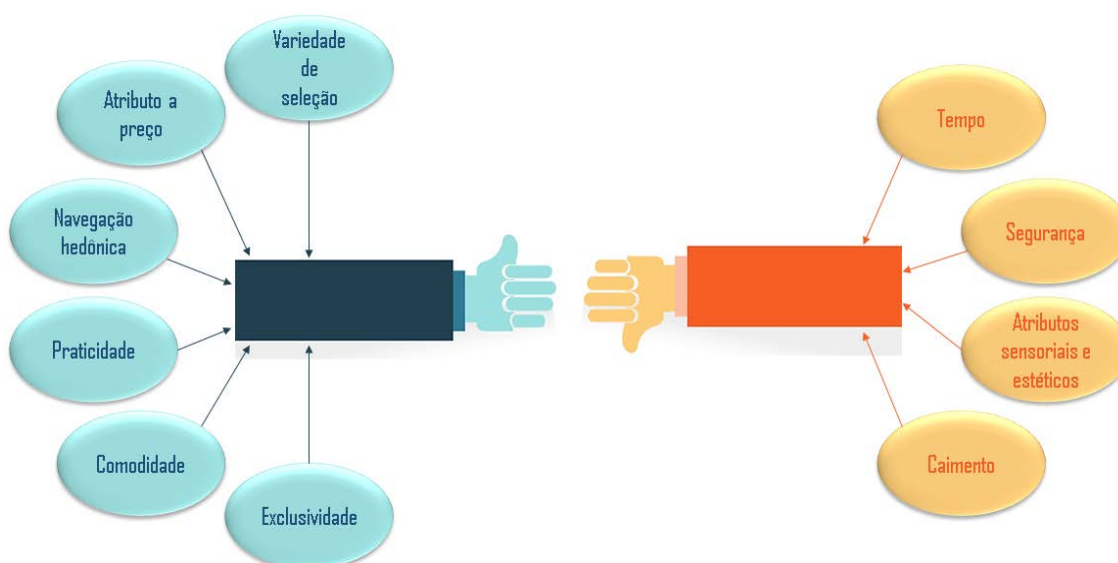 Variedade
de
seleção
Atributo a
preço
Navegação
hedônica
Praticidade
Comodidade
Exclusividade
Tempo
Segurança
Atributos
sensoriais e
estéticos
Caimento